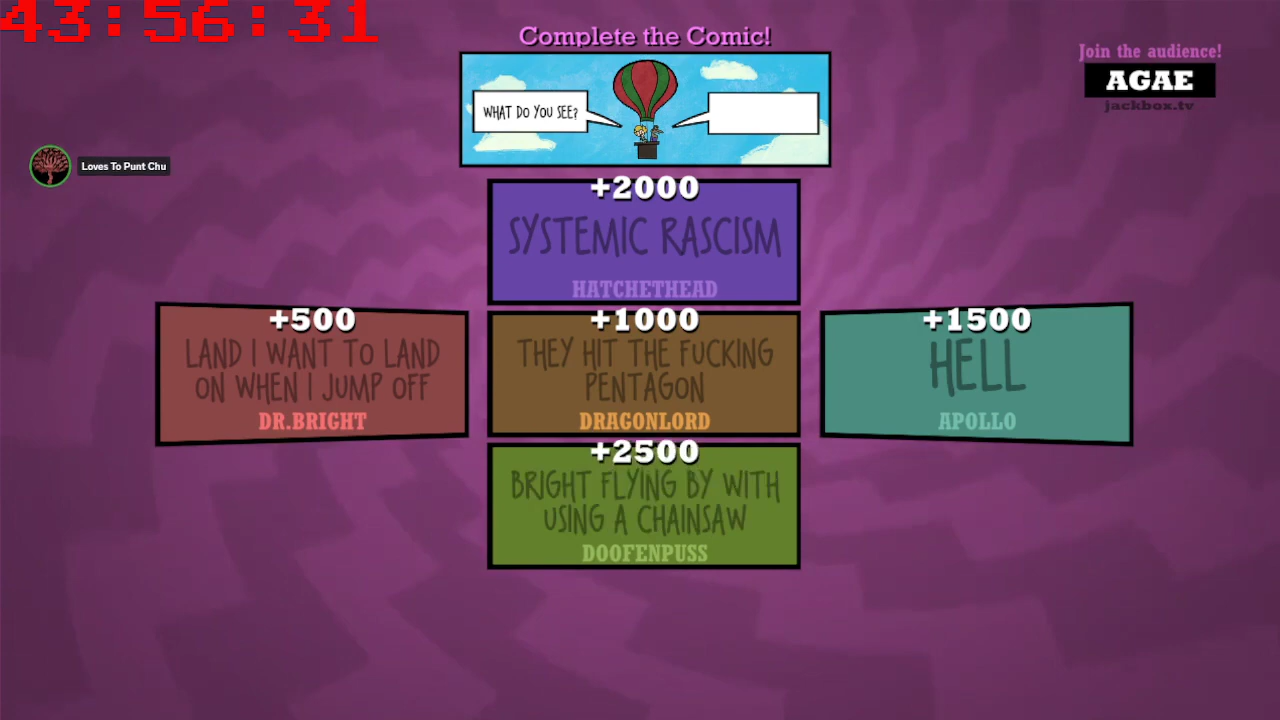 43:56:31
Complete the Comic!
Join the audience!
AGAE
jackbox.tv
WHAT DO YOU SEE?
Loves To Punt Chu
+2000
SYSTEMIC RASCISM
HATCHETHEAD
+500
LAND I WANT TO LAND
ON WHEN I JUMP OFF
DR.BRIGHT
+1000
THEY HIT THE FUCKING
PENTAGON
DRAGONLORD
+1500
HELL
APOLLO
+2500
BRIGHT FLYING BY WITH
USING A CHAINSAW
DOOFENPUSS